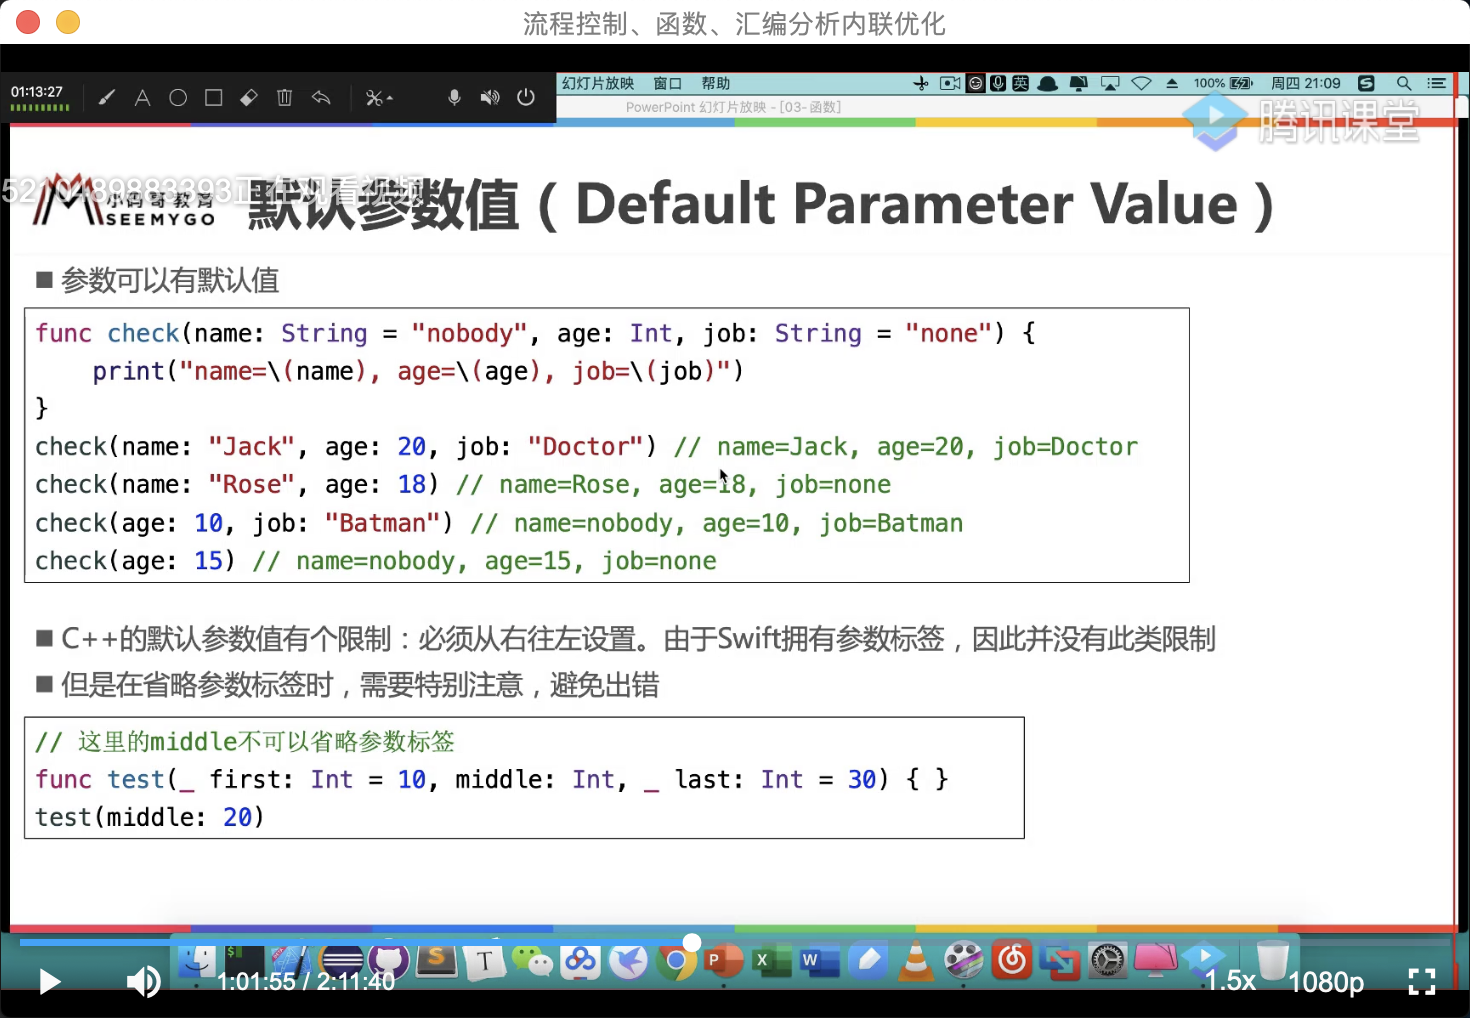 流程控制、函数、汇编分析内联优化
01:13:27
幻灯片放映 窗口 帮助
英
100%
周四 21:09
PowerPoint 幻灯片放映 - [03-函数]
腾讯课堂
5210489883393正在观看视频
小码哥教育
SEEMYGO
默认参数值（Default Parameter Value）
■ 参数可以有默认值
func check(name: String = "nobody", age: Int, job: String = "none") {
print("name=\(name), age=\(age), job=\(job)")
}
check(name: "Jack", age: 20, job: "Doctor") // name=Jack, age=20, job=Doctor
check(name: "Rose", age: 18) // name=Rose, age=18, job=none
check(age: 10, job: "Batman") // name=nobody, age=10, job=Batman
check(age: 15) // name=nobody, age=15, job=none
■ C++的默认参数值有个限制：必须从右往左设置。由于Swift拥有参数标签，因此并没有此类限制
■ 但是在省略参数标签时，需要特别注意，避免出错
// 这里的middle不可以省略参数标签
func test(_ first: Int = 10, middle: Int, _ last: Int = 30) { }
test(middle: 20)
1:01:55 / 2:11:40
1.5x
1080p